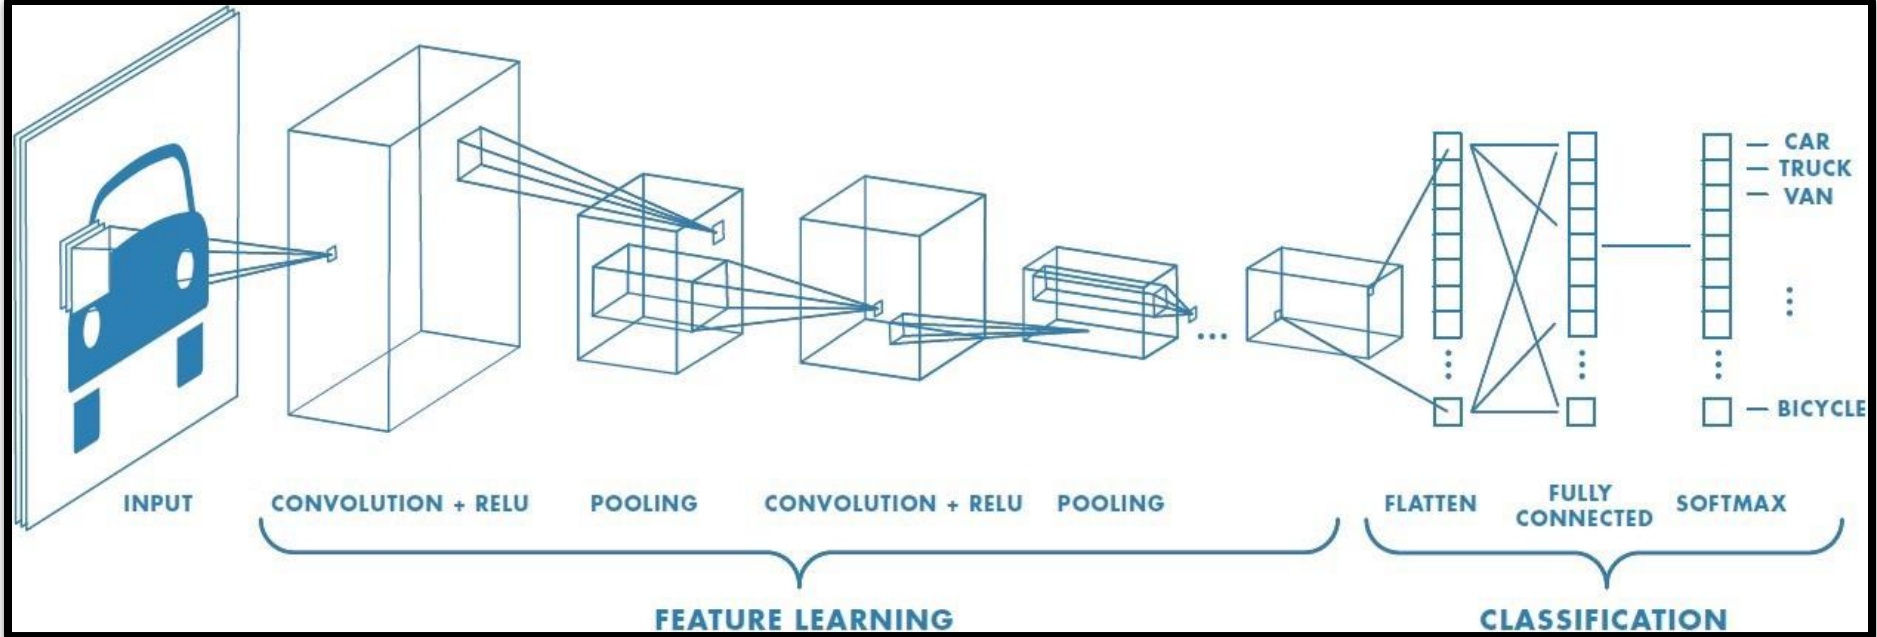 CAR
TRUCK
VAN
BICYCLE
INPUT
CONVOLUTION + RELU
POOLING
CONVOLUTION + RELU
POOLING
FLATTEN
FULLY
CONNECTED
SOFTMAX
FEATURE LEARNING
CLASSIFICATION